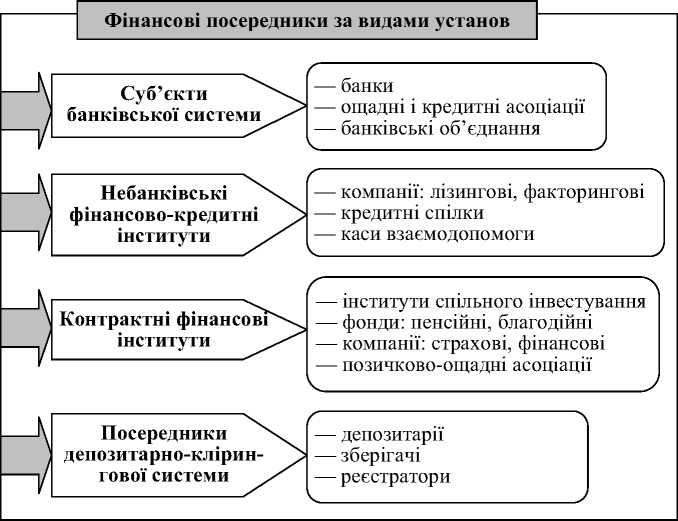 Фінансові посередники за видами установ
Суб’єкти
банківської системи
— банки
— ощадні і кредитні асоціації
— банківські об’єднання
Небанківські
фінансово-кредитні
інститути
— компанії: лізингові, факторингові
— кредитні спілки
— каси взаємодопомоги
Контрактні фінансові
інститути
— інститути спільного інвестування
— фонди: пенсійні, благодійні
— компанії: страхові, фінансові
— позичково-ощадні асоціації
Посередники
депозитарно-клірин-
гової системи
— депозитарії
— зберігачі
— реєстратори